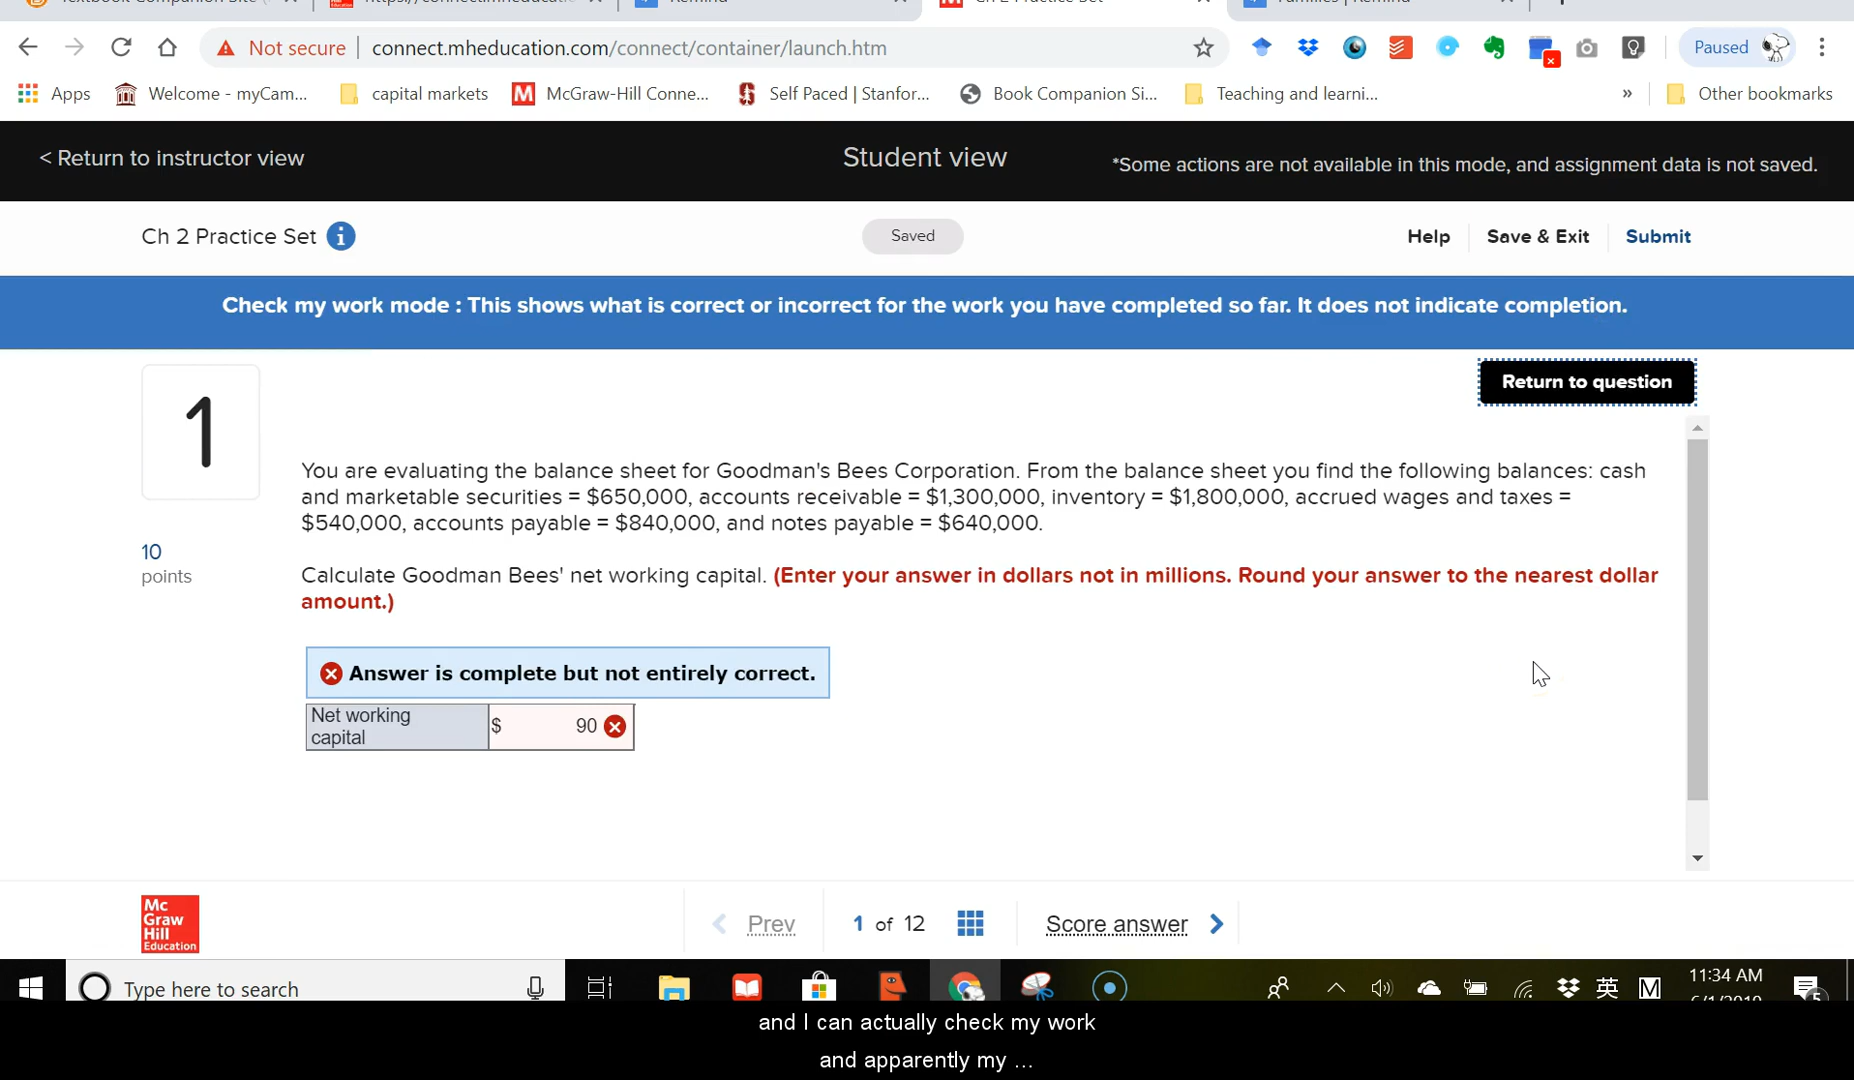 Not secure
connect.mheducation.com/connect/container/launch.htm
Paused
Apps
Welcome - myCam...
capital markets
McGraw-Hill Conne...
Self Paced | Stanfor...
Book Companion Si...
Teaching and learni...
»
Other bookmarks
< Return to instructor view
Student view
*Some actions are not available in this mode, and assignment data is not saved.
Ch 2 Practice Set
Saved
Help
Save & Exit
Submit
Check my work mode : This shows what is correct or incorrect for the work you have completed so far. It does not indicate completion.
1
Return to question
10
points
You are evaluating the balance sheet for Goodman's Bees Corporation. From the balance sheet you find the following balances: cash
and marketable securities = $650,000, accounts receivable = $1,300,000, inventory = $1,800,000, accrued wages and taxes =
$540,000, accounts payable = $840,000, and notes payable = $640,000.
Calculate Goodman Bees' net working capital. (Enter your answer in dollars not in millions. Round your answer to the nearest dollar
amount.)
Answer is complete but not entirely correct.
Net working
capital
$ 90
Mc
Graw
Hill
Education
Prev
1 of 12
Score answer
Type here to search
英
M
11:34 AM
5
and I can actually check my work
and apparently my ...